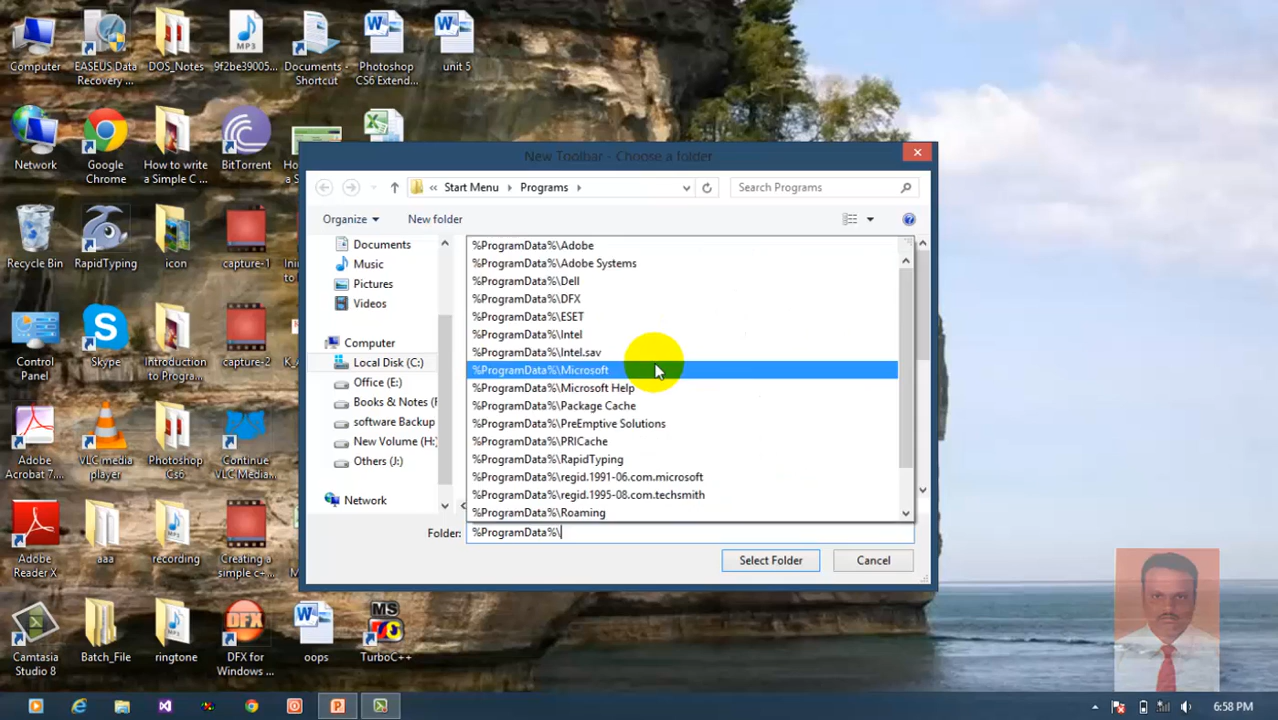 Computer
EASEUS Data
Recovery ...
DOS_Notes
MP3
9f2be39005...
Documents -
Shortcut
Photoshop
CS6 Extend...
unit 5
Network
Google
Chrome
How to write
a Simple C ...
BitTorrent
Recycle Bin
RapidTyping
icon
capture-1
Control
Panel
Skype
Introduction
to Progra...
capture-2
Adobe
Acrobat 7....
VLC media
player
Photoshop
Cs6
Continue
VLC Media...
Adobe
Reader X
aaa
recording
Creating a
simple c+...
Camtasia
Studio 8
Batch_File
MP3
ringtone
DFX
DFX for
Windows ...
oops
MS
TurboC++
New Toolbar - Choose a folder
Start Menu
Programs
Search Programs
Organize
New folder
Documents
Music
Pictures
Videos
Computer
Local Disk (C:)
Office (E:)
Books & Notes (F
software Backup
New Volume (H:
Others (J:)
Network
%ProgramData%\Adobe
%ProgramData%\Adobe Systems
%ProgramData%\Dell
%ProgramData%\DFX
%ProgramData%\ESET
%ProgramData%\Intel
%ProgramData%\Intel.sav
%ProgramData%\Microsoft
%ProgramData%\Microsoft Help
%ProgramData%\Package Cache
%ProgramData%\PreEmptive Solutions
%ProgramData%\PRICache
%ProgramData%\RapidTyping
%ProgramData%\regid.1991-06.com.microsoft
%ProgramData%\regid.1995-08.com.techsmith
%ProgramData%\Roaming
Folder:
%ProgramData%\
Select Folder
Cancel
6:58 PM